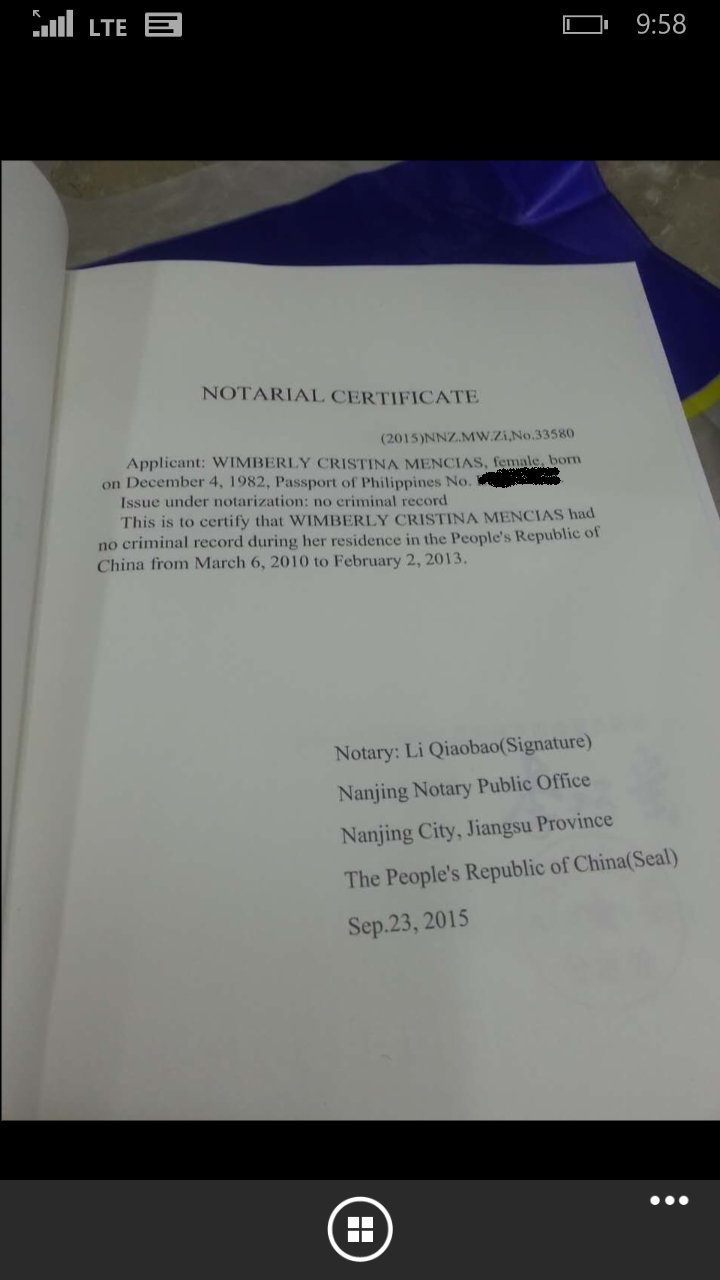 LTE 9:58
NOTARIAL CERTIFICATE
(2015)NNZ.MW.Zi,No.33580
Applicant: WIMBERLY CRISTINA MENCIAS, female, born
on December 4, 1982, Passport of Philippines No.
Issue under notarization: no criminal record
This is to certify that WIMBERLY CRISTINA MENCIAS had
no criminal record during her residence in the People's Republic of
China from March 6, 2010 to February 2, 2013.
Notary: Li Qiaobao(Signature)
Nanjing Notary Public Office
Nanjing City, Jiangsu Province
The People's Republic of China(Seal)
Sep.23, 2015